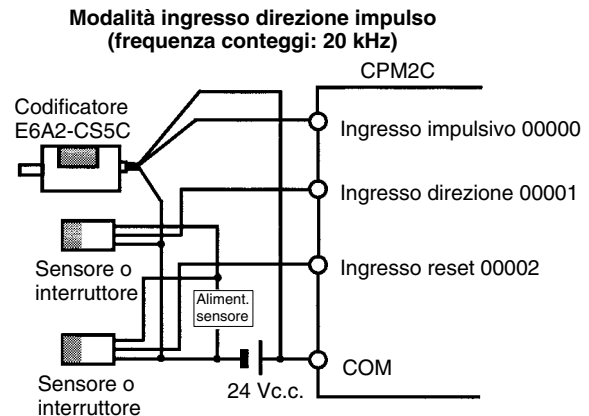 Modalità ingresso direzione impulso
(frequenza conteggi: 20 kHz)
CPM2C
Codificatore
E6A2-CS5C
Ingresso impulsivo 00000
Ingresso direzione 00001
Sensore o
interruttore
Ingresso reset 00002
Aliment.
sensore
COM
24 Vc.c.
Sensore o
interruttore